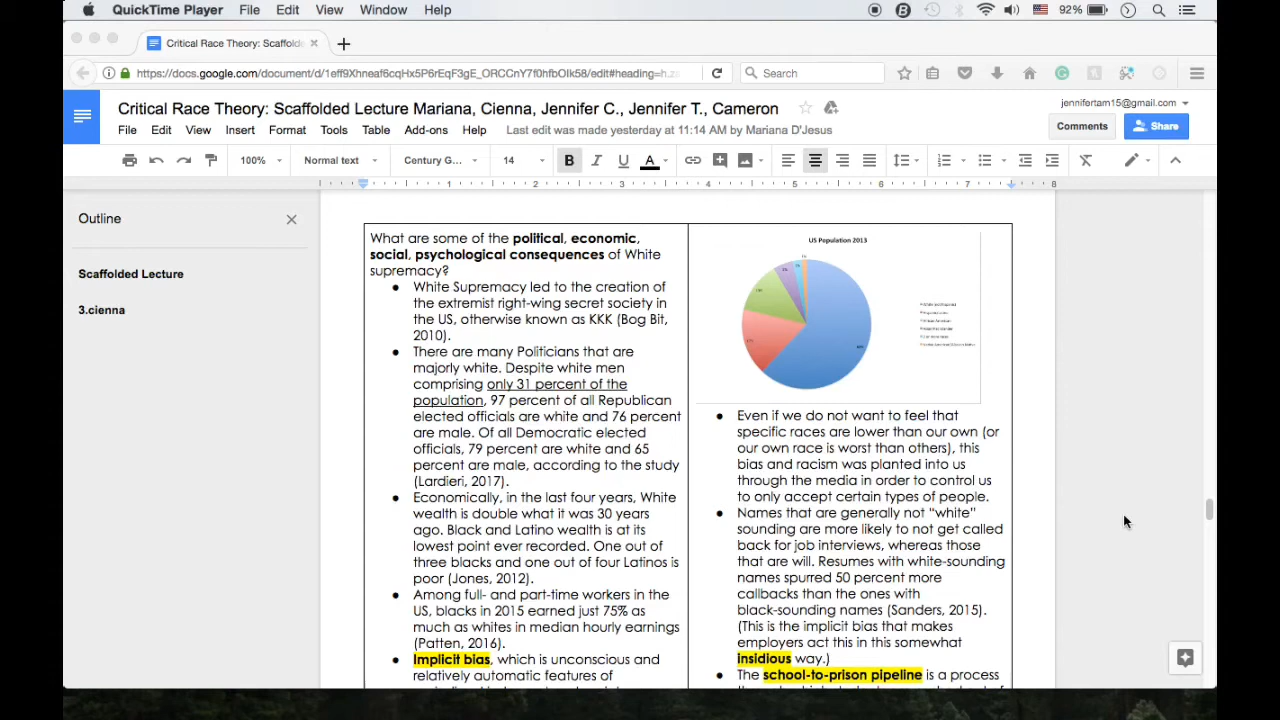 QuickTime Player File Edit View Window Help
92%
Critical Race Theory: Scaffolde
https://docs.google.com/document/d/1eff9Xhneaf6cqHx5P6rEqF3gE_ORCCnY7f0hfbOlk58/edit#heading=h.
Search
Critical Race Theory: Scaffolded Lecture Mariana, Cienna, Jennifer C., Jennifer T., Cameron
jennifertam15@gmail.com
File Edit View Insert Format Tools Table Add-ons Help Last edit was made yesterday at 11:14 AM by Mariana D'Jesus
Comments
Share
100% Normal text Century G... 14 B I U A
1 2 3 4 5 6 7 8
Outline
Scaffolded Lecture
3.cienna
What are some of the political, economic,
social, psychological consequences of White
supremacy?
● White Supremacy led to the creation of
the extremist right-wing secret society in
the US, otherwise known as KKK (Bog Bit,
2010).
● There are many Politicians that are
majorly white. Despite white men
comprising only 31 percent of the
population, 97 percent of all Republican
elected officials are white and 76 percent
are male. Of all Democratic elected
officials, 79 percent are white and 65
percent are male, according to the study
(Lardieri, 2017).
● Economically, in the last four years, White
wealth is double what it was 30 years
ago. Black and Latino wealth is at its
lowest point ever recorded. One out of
three blacks and one out of four Latinos is
poor (Jones, 2012).
● Among full- and part-time workers in the
US, blacks in 2015 earned just 75% as
much as whites in median hourly earnings
(Patten, 2016).
● Implicit bias, which is unconscious and
relatively automatic features of
US Population 2013
● Even if we do not want to feel that
specific races are lower than our own (or
our own race is worst than others), this
bias and racism was planted into us
through the media in order to control us
to only accept certain types of people.
● Names that are generally not “white”
sounding are more likely to not get called
back for job interviews, whereas those
that are will. Resumes with white-sounding
names spurred 50 percent more
callbacks than the ones with
black-sounding names (Sanders, 2015).
(This is the implicit bias that makes
employers act this in this somewhat
insidious way.)
● The school-to-prison pipeline is a process